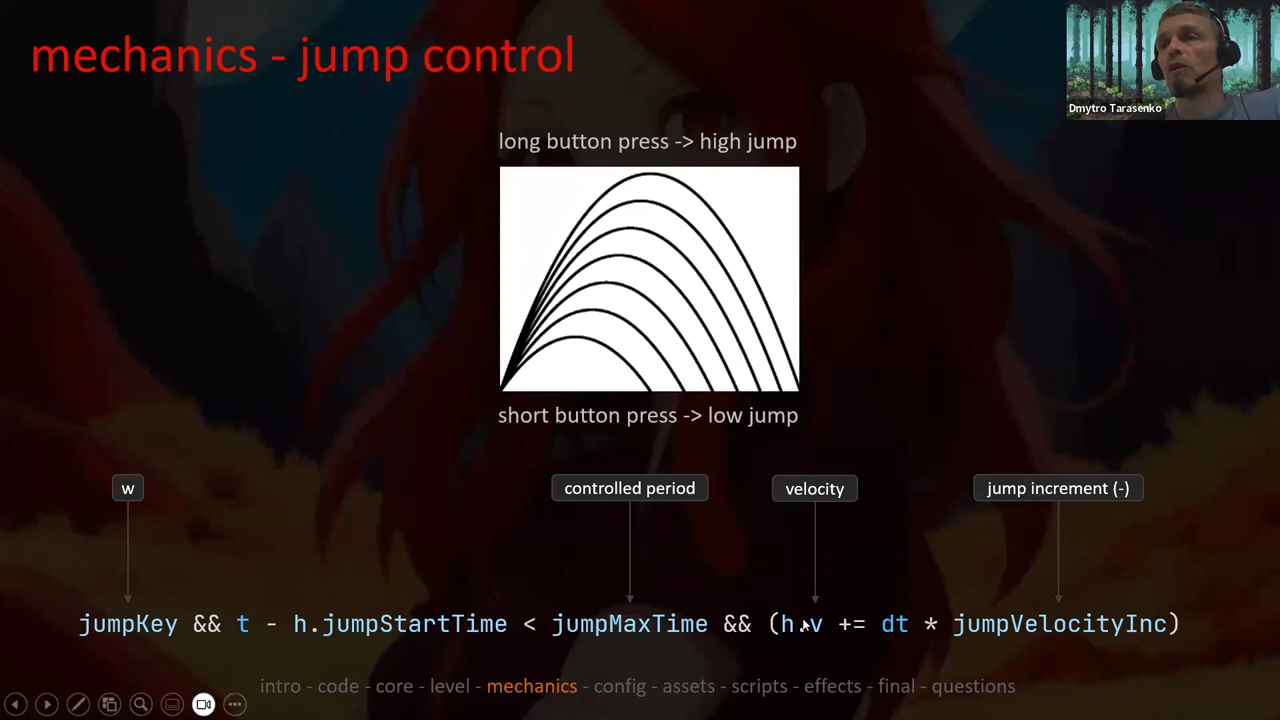 mechanics - jump control
Dmytro Tarasenko
long button press -> high jump
short button press -> low jump
w
controlled period
velocity
jump increment (-)
jumpKey && t - h.jumpStartTime < jumpMaxTime && (h.v += dt * jumpVelocityInc)
intro - code - core - level - mechanics - config - assets - scripts - effects - final - questions